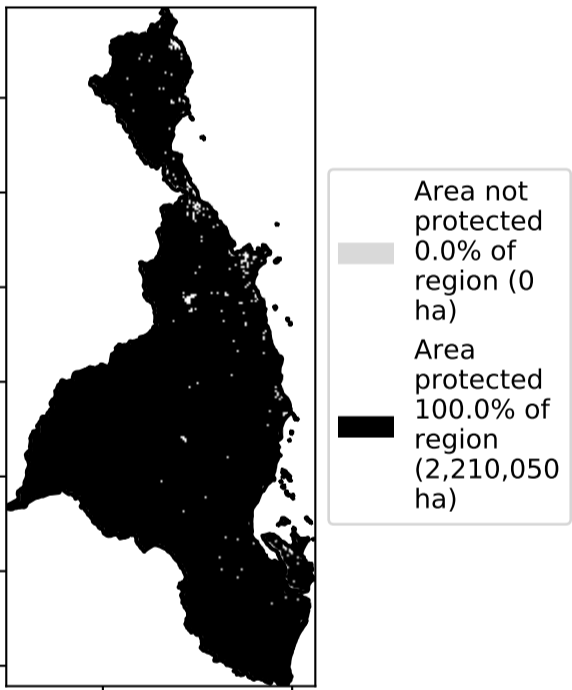 Area not
protected
0.0% of
region (0
ha)
Area
protected
100.0% of
region
(2,210,050
ha)